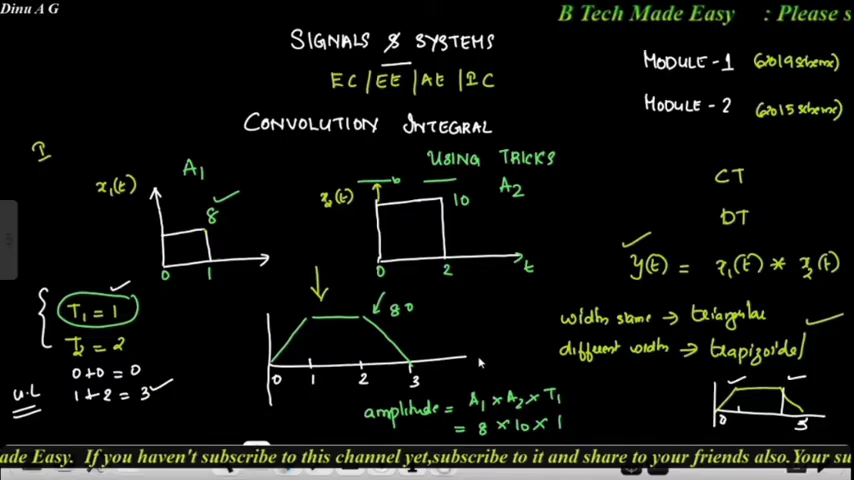 Dinu A G
B Tech Made Easy : Please s
SIGNALS & SYSTEMS
EC | EE | AE | IC
MODULE - 1 (2019 scheme)
MODULE - 2 (2015 scheme)
CONVOLUTION INTEGRAL
USING TRICKS
I
A1
x1(t)
8
0 1
x2(t)
A2
10
0 2 t
CT
DT
y(t) = x1(t) * x2(t)
T1 = 1
T2 = 2
0+0 = 0
U.L 1+2 = 3
80
0 1 2 3
amplitude = A1 × A2 × T1
= 8 × 10 × 1
width same → triangular
different width → trapizoidel
0 3
ade Easy. If you haven't subscribe to this channel yet,subscribe to it and share to your friends also.Your su